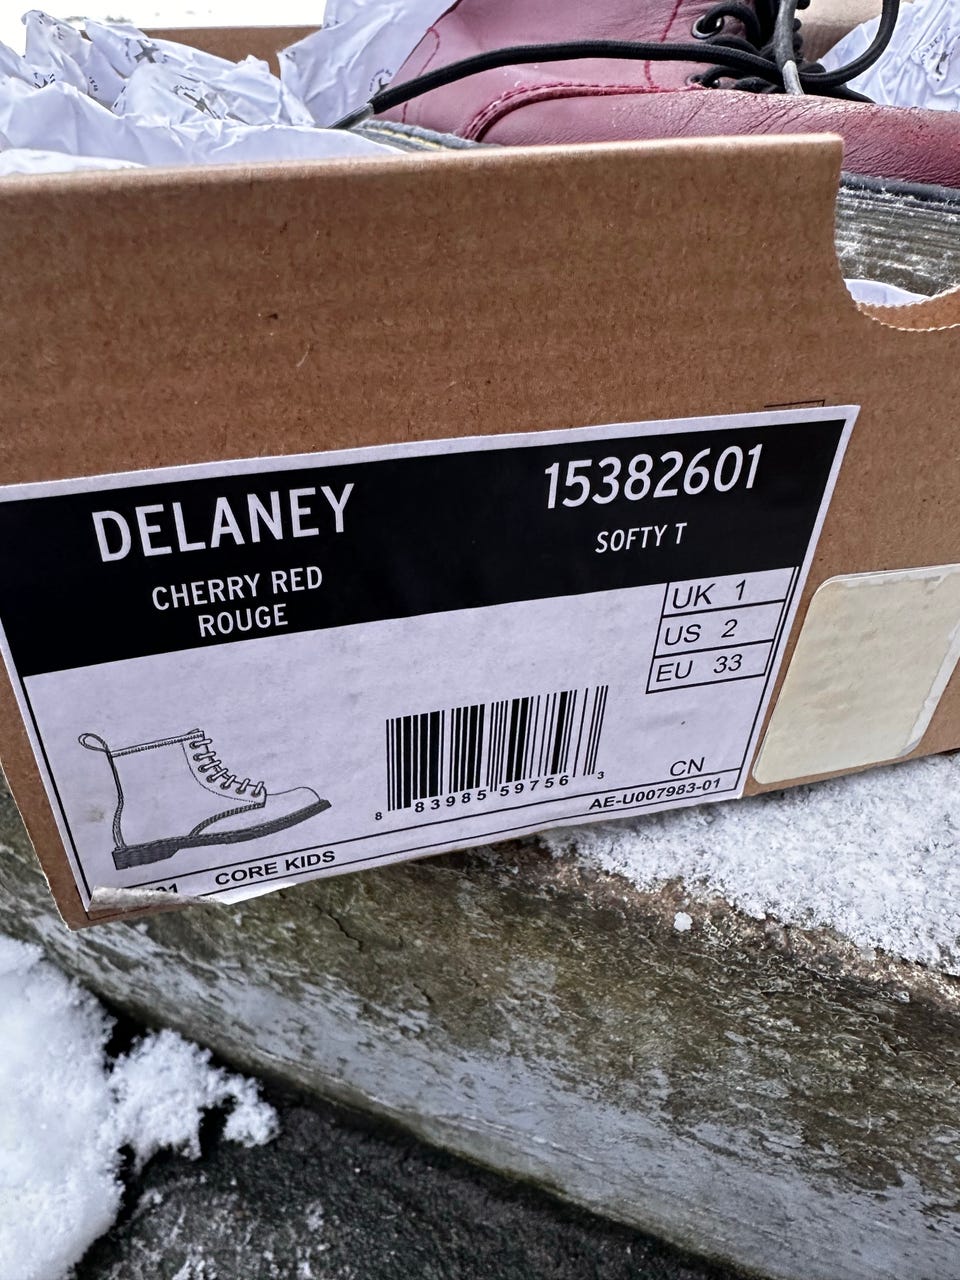 DELANEY
CHERRY RED
ROUGE
15382601
SOFTY T
UK 1
US 2
EU 33
8 83985 59756 3
CN
AE-U007983-01
01 CORE KIDS